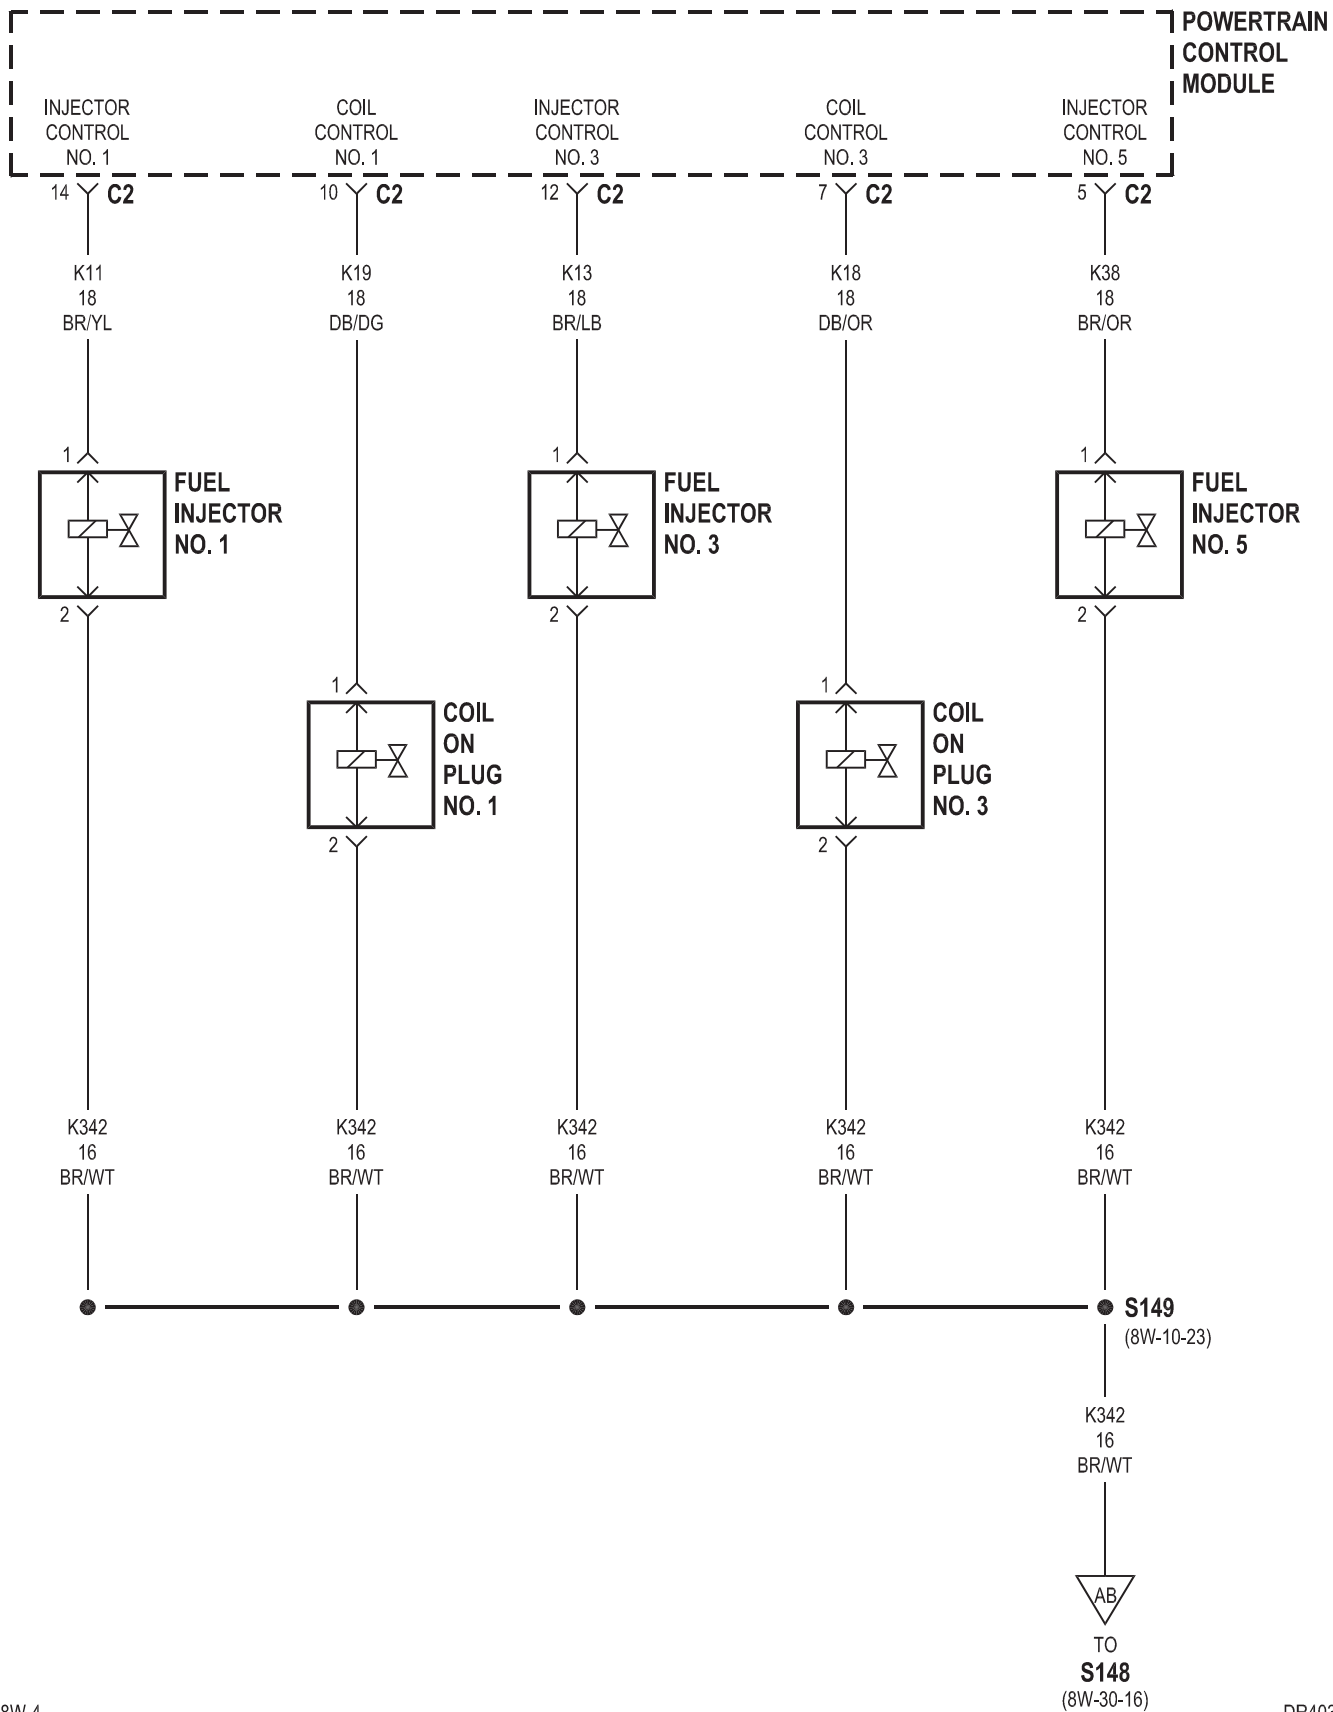 POWERTRAIN
CONTROL
MODULE
INJECTOR
CONTROL
NO. 1
COIL
CONTROL
NO. 1
INJECTOR
CONTROL
NO. 3
COIL
CONTROL
NO. 3
INJECTOR
CONTROL
NO. 5
14 C2
10 C2
12 C2
7 C2
5 C2
K11
18
BR/YL
K19
18
DB/DG
K13
18
BR/LB
K18
18
DB/OR
K38
18
BR/OR
1
FUEL
INJECTOR
NO. 1
2
1
FUEL
INJECTOR
NO. 3
2
1
FUEL
INJECTOR
NO. 5
2
1
COIL
ON
PLUG
NO. 1
2
1
COIL
ON
PLUG
NO. 3
2
K342
16
BR/WT
K342
16
BR/WT
K342
16
BR/WT
K342
16
BR/WT
K342
16
BR/WT
S149
(8W-10-23)
K342
16
BR/WT
AB
TO
S148
(8W-30-16)